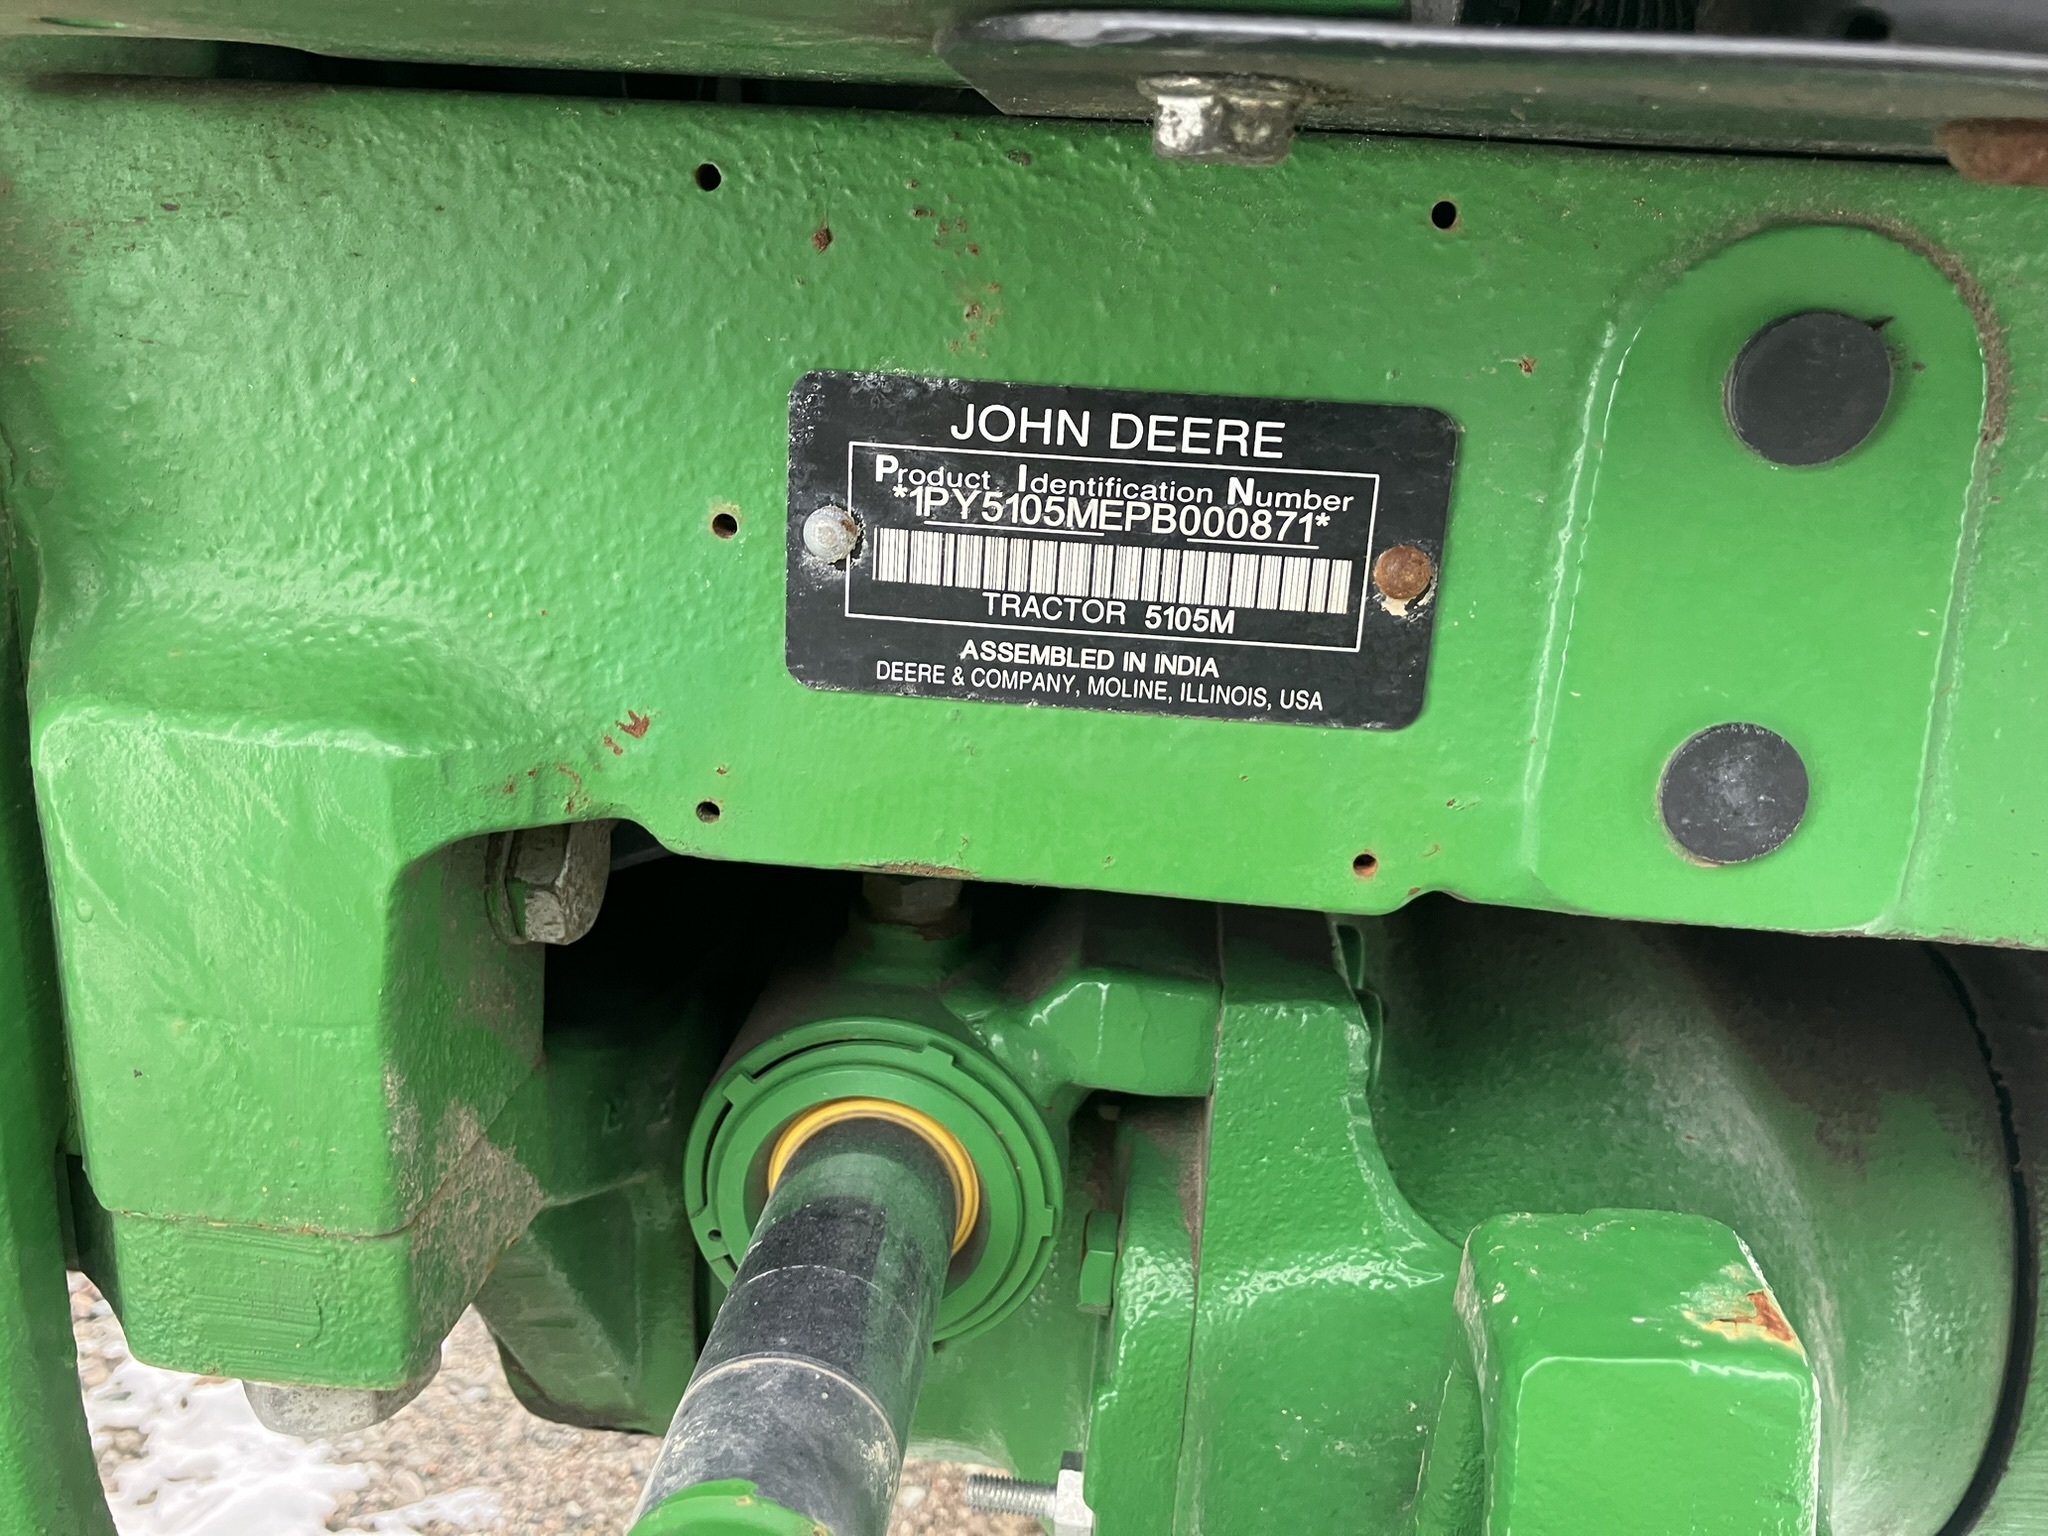 JOHN DEERE
Product Identification Number
*1PY5105MEPB000871*
TRACTOR 5105M
ASSEMBLED IN INDIA
DEERE & COMPANY, MOLINE, ILLINOIS, USA